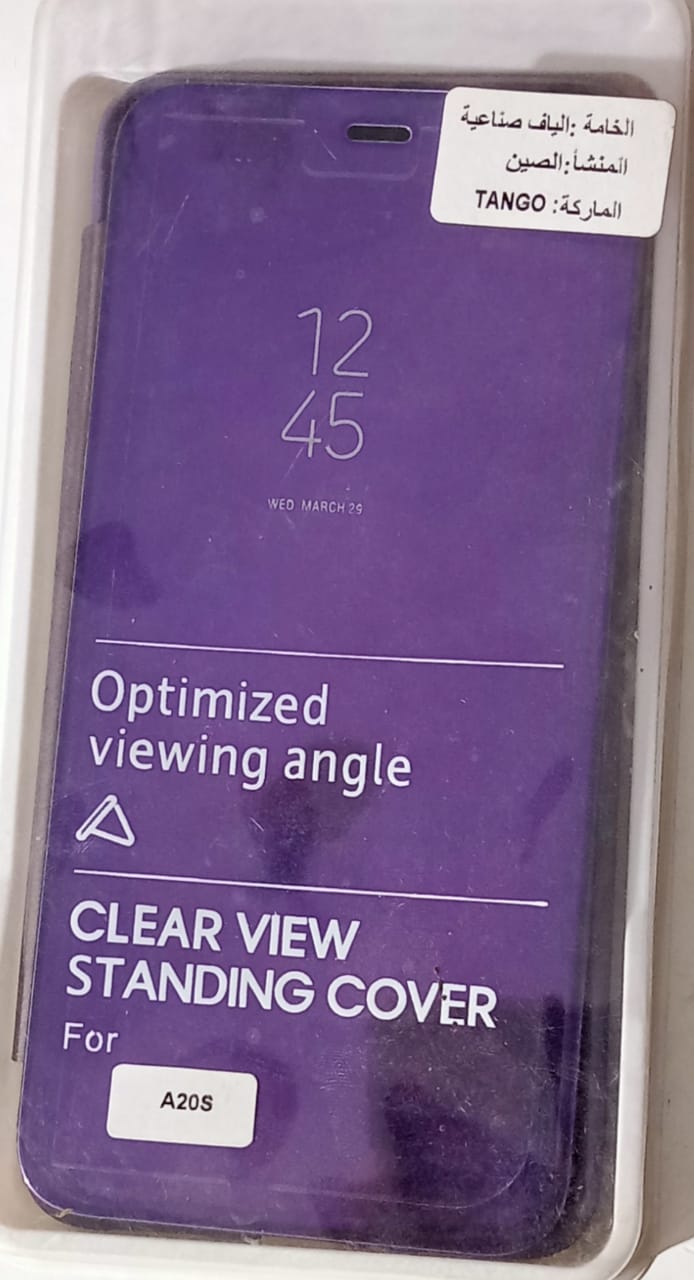 الخامة :الياف صناعية
المنشأ:الصين
الماركة: TANGO
12
45
WED MARCH 29
Optimized
viewing angle
CLEAR VIEW
STANDING COVER
For
A20S